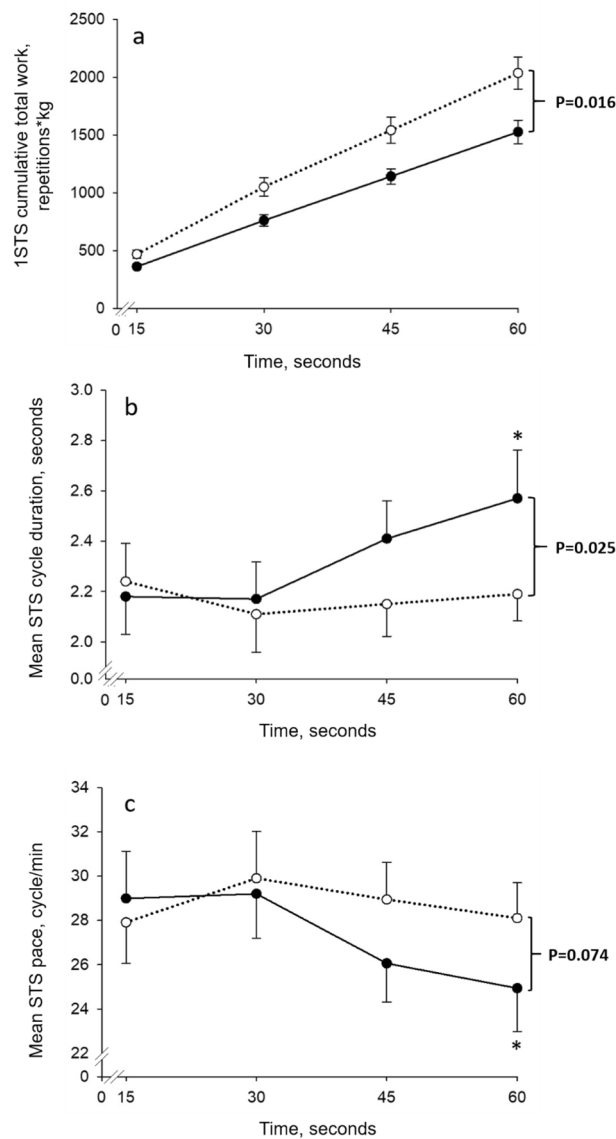 a
2500
2000
1500
1000
500
0
1STS cumulative total work,
repetitions*kg
P=0.016
0 15 30 45 60
Time, seconds
b
3.0
2.8
2.6
2.4
2.2
2.0
0.0
Mean STS cycle duration, seconds
*
P=0.025
0 15 30 45 60
Time, seconds
c
34
32
30
28
26
24
22
0
Mean STS pace, cycle/min
P=0.074
*
0 15 30 45 60
Time, seconds